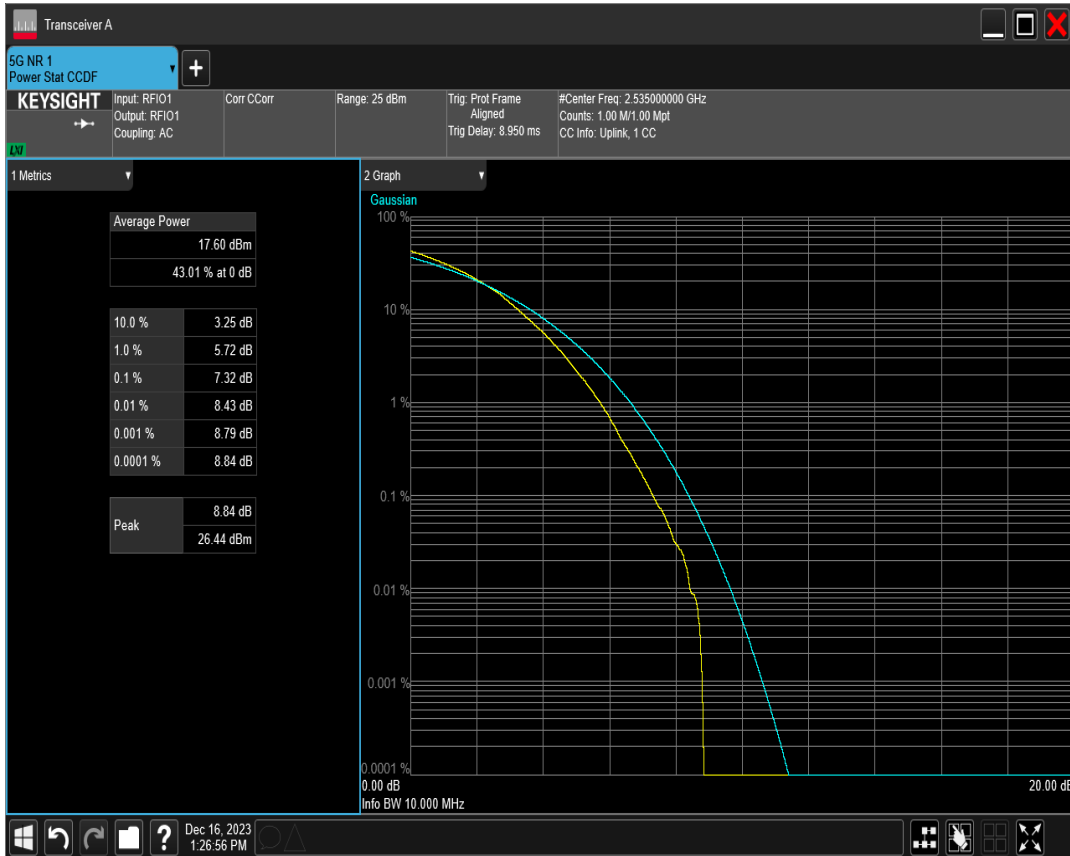 Transceiver A
5G NR 1
Power Stat CCDF
KEYSIGHT
LXI
Input: RFIO1
Output: RFIO1
Coupling: AC
Corr CCorr
Range: 25 dBm
Trig: Prot Frame
Aligned
Trig Delay: 8.950 ms
#Center Freq: 2.535000000 GHz
Counts: 1.00 M/1.00 Mpt
CC Info: Uplink, 1 CC
1 Metrics
Average Power
17.60 dBm
43.01 % at 0 dB
10.0 % 3.25 dB
1.0 % 5.72 dB
0.1 % 7.32 dB
0.01 % 8.43 dB
0.001 % 8.79 dB
0.0001 % 8.84 dB
Peak
8.84 dB
26.44 dBm
2 Graph
Gaussian
100 %
10 %
1 %
0.1 %
0.01 %
0.001 %
0.0001 %
0.00 dB 20.00 dB
Info BW 10.000 MHz
?
Dec 16, 2023
1:26:56 PM